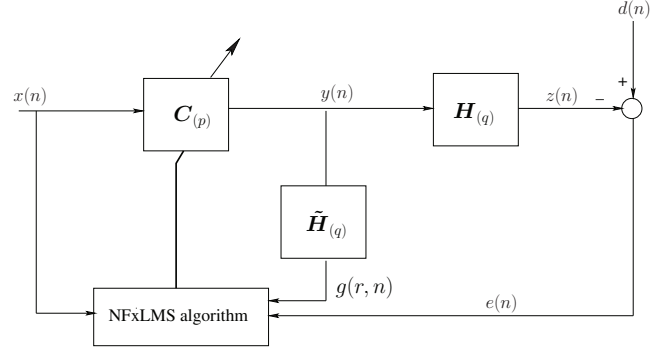 d(n)
+
x(n)
C(p)
y(n)
H(q)
z(n)
−
H̃(q)
g(r, n)
NFxLMS algorithm
e(n)